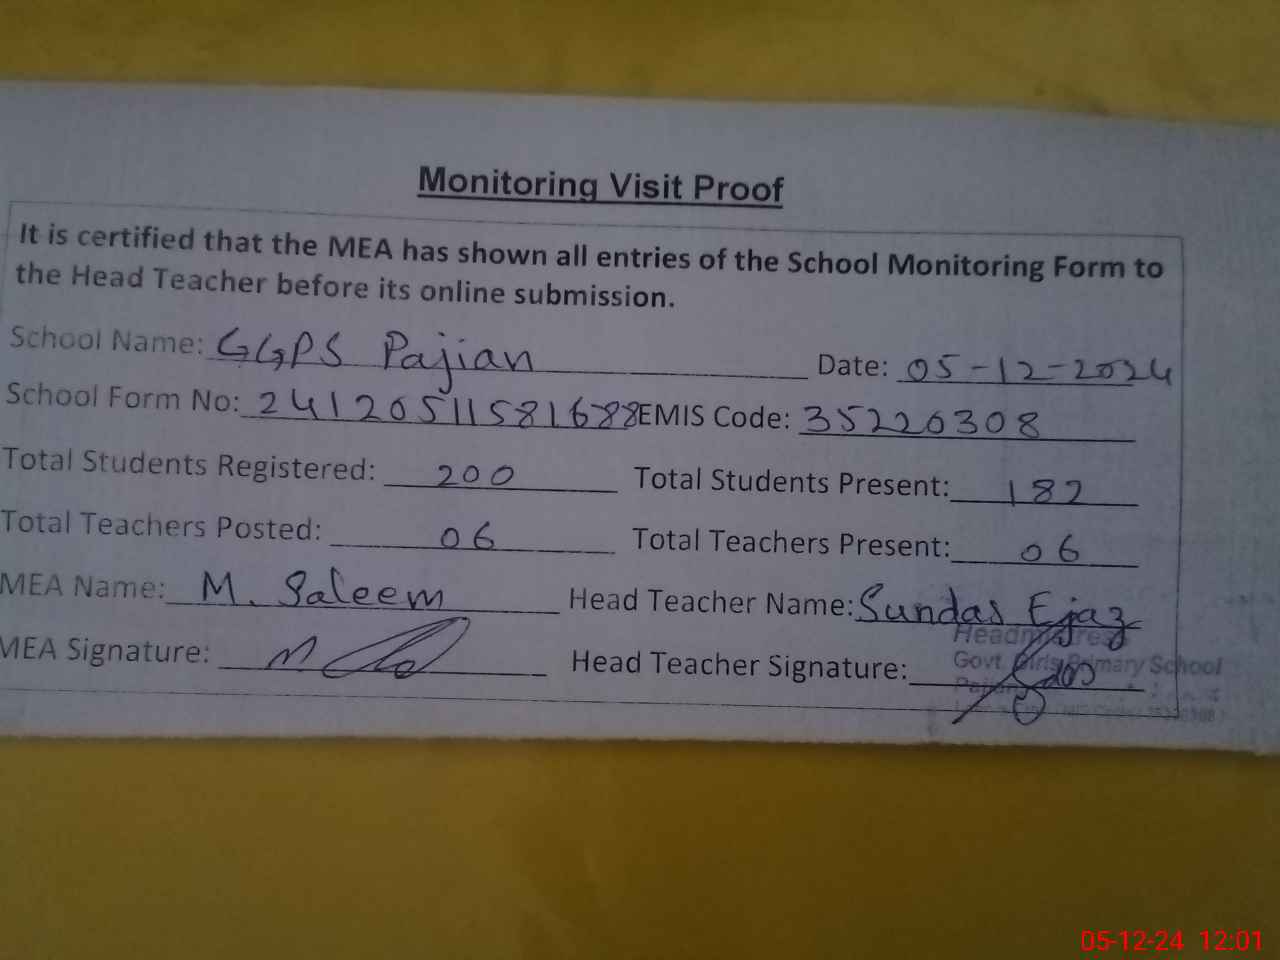 Monitoring Visit Proof
It is certified that the MEA has shown all entries of the School Monitoring Form to
the Head Teacher before its online submission.
School Name: GGPS Pajian Date: 05-12-2024
School Form No: 24120511581688 EMIS Code: 35220308
Total Students Registered: 200 Total Students Present: 182
Total Teachers Posted: 06 Total Teachers Present: 06
MEA Name: M. Saleem Head Teacher Name: Sundas Ejaz
MEA Signature: Head Teacher Signature:
Headmistress
Govt. Girls Primary School
05-12-24 12:01